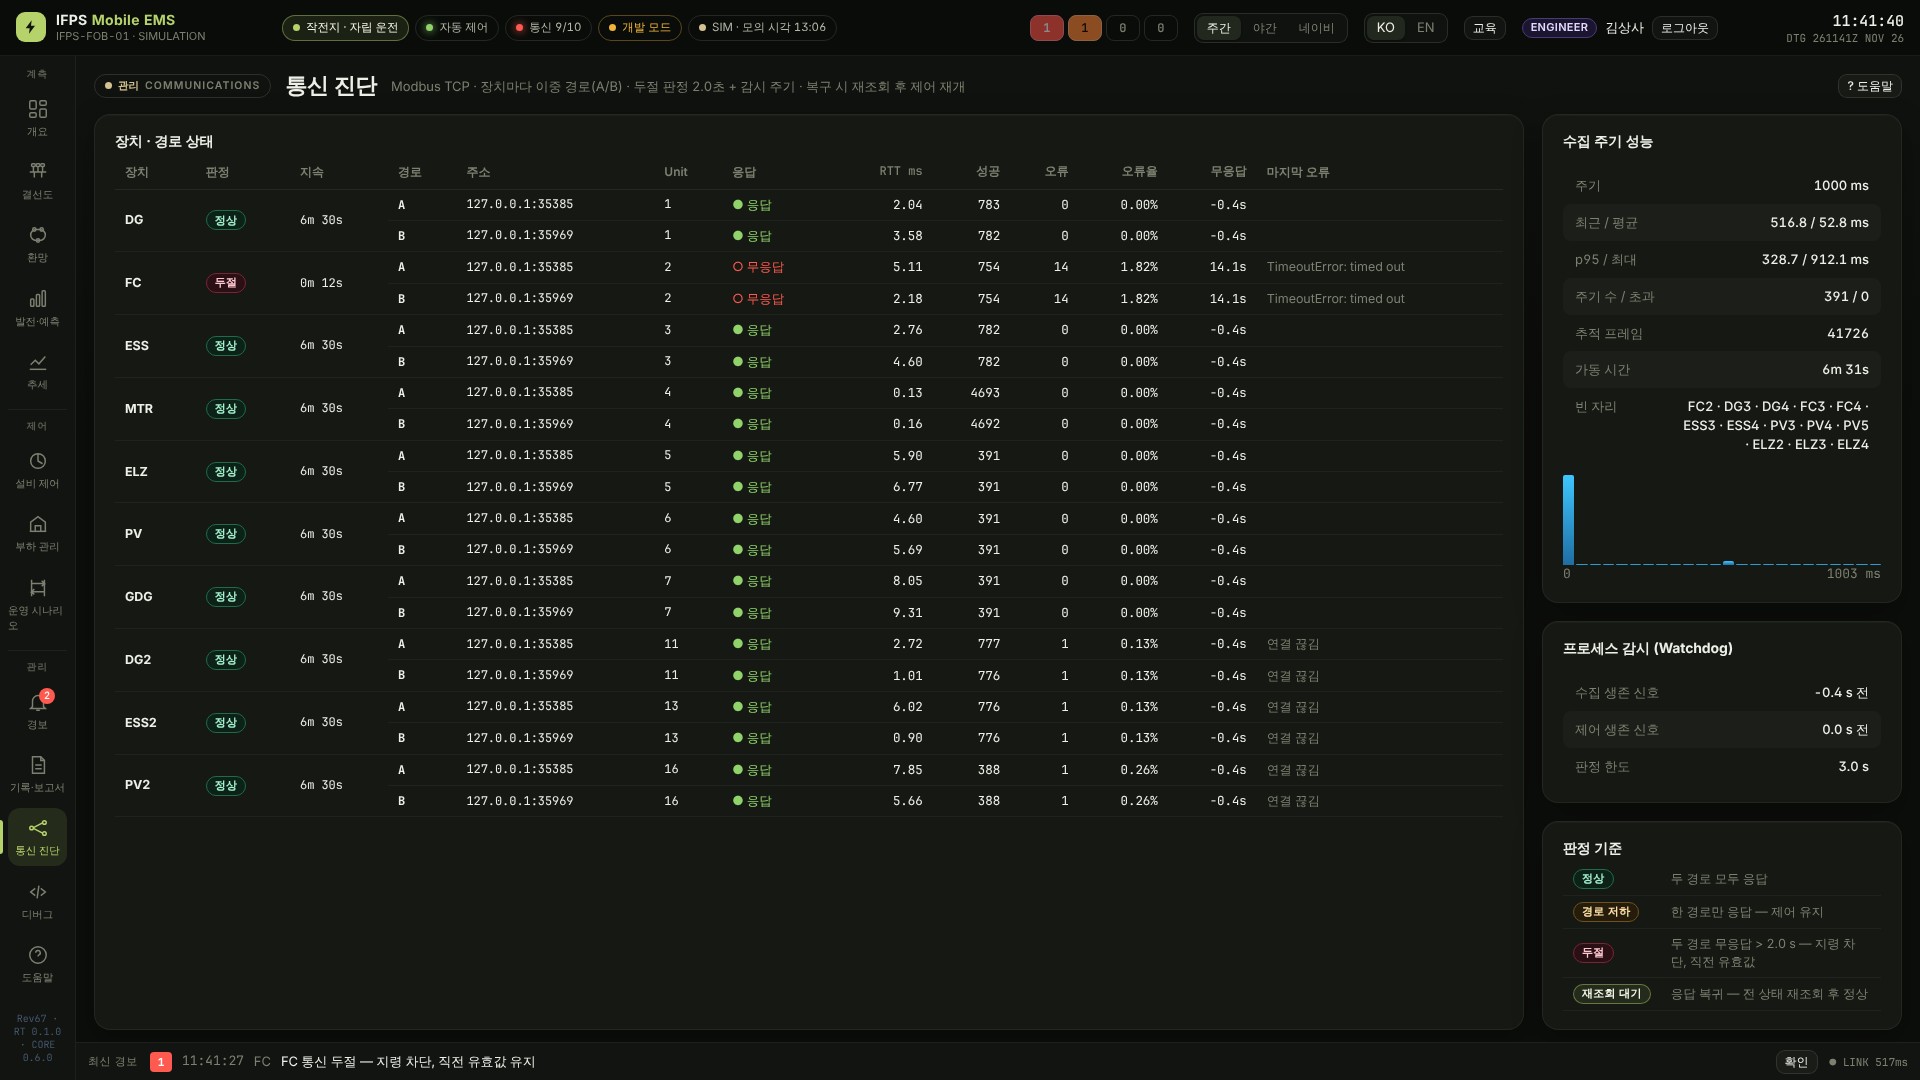 IFPS Mobile EMS
IFPS-FOB-01 · SIMULATION
작전지 · 자립 운전
자동 제어
통신 9/10
개발 모드
SIM · 모의 시각 13:06
1 1 0 0
주간 야간 네이비
KO EN
교육
ENGINEER 김상사 로그아웃
11:41:40
DTG 261141Z NOV 26
계측
개요
결선도
환망
발전·예측
추세
제어
설비 제어
부하 관리
운영 시나리
오
관리
2
경보
기록·보고서
통신 진단
디버그
도움말
Rev67 ·
RT 0.1.0
· CORE
0.6.0
관리 COMMUNICATIONS
통신 진단
Modbus TCP · 장치마다 이중 경로(A/B) · 두절 판정 2.0초 + 감시 주기 · 복구 시 재조회 후 제어 재개
? 도움말
장치 · 경로 상태
장치 판정 지속 경로 주소 Unit 응답 RTT ms 성공 오류 오류율 무응답 마지막 오류
DG 정상 6m 30s A 127.0.0.1:35385 1 응답 2.04 783 0 0.00% -0.4s
B 127.0.0.1:35969 1 응답 3.58 782 0 0.00% -0.4s
FC 두절 0m 12s A 127.0.0.1:35385 2 무응답 5.11 754 14 1.82% 14.1s TimeoutError: timed out
B 127.0.0.1:35969 2 무응답 2.18 754 14 1.82% 14.1s TimeoutError: timed out
ESS 정상 6m 30s A 127.0.0.1:35385 3 응답 2.76 782 0 0.00% -0.4s
B 127.0.0.1:35969 3 응답 4.60 782 0 0.00% -0.4s
MTR 정상 6m 30s A 127.0.0.1:35385 4 응답 0.13 4693 0 0.00% -0.4s
B 127.0.0.1:35969 4 응답 0.16 4692 0 0.00% -0.4s
ELZ 정상 6m 30s A 127.0.0.1:35385 5 응답 5.90 391 0 0.00% -0.4s
B 127.0.0.1:35969 5 응답 6.77 391 0 0.00% -0.4s
PV 정상 6m 30s A 127.0.0.1:35385 6 응답 4.60 391 0 0.00% -0.4s
B 127.0.0.1:35969 6 응답 5.69 391 0 0.00% -0.4s
GDG 정상 6m 30s A 127.0.0.1:35385 7 응답 8.05 391 0 0.00% -0.4s
B 127.0.0.1:35969 7 응답 9.31 391 0 0.00% -0.4s
DG2 정상 6m 30s A 127.0.0.1:35385 11 응답 2.72 777 1 0.13% -0.4s 연결 끊김
B 127.0.0.1:35969 11 응답 1.01 776 1 0.13% -0.4s 연결 끊김
ESS2 정상 6m 30s A 127.0.0.1:35385 13 응답 6.02 776 1 0.13% -0.4s 연결 끊김
B 127.0.0.1:35969 13 응답 0.90 776 1 0.13% -0.4s 연결 끊김
PV2 정상 6m 30s A 127.0.0.1:35385 16 응답 7.85 388 1 0.26% -0.4s 연결 끊김
B 127.0.0.1:35969 16 응답 5.66 388 1 0.26% -0.4s 연결 끊김
수집 주기 성능
주기 1000 ms
최근 / 평균 516.8 / 52.8 ms
p95 / 최대 328.7 / 912.1 ms
주기 수 / 초과 391 / 0
추적 프레임 41726
가동 시간 6m 31s
빈 자리 FC2 · DG3 · DG4 · FC3 · FC4 ·
ESS3 · ESS4 · PV3 · PV4 · PV5
· ELZ2 · ELZ3 · ELZ4
0 1003 ms
프로세스 감시 (Watchdog)
수집 생존 신호 -0.4 s 전
제어 생존 신호 0.0 s 전
판정 한도 3.0 s
판정 기준
정상 두 경로 모두 응답
경로 저하 한 경로만 응답 — 제어 유지
두절 두 경로 무응답 > 2.0 s — 지령 차
단, 직전 유효값
재조회 대기 응답 복귀 — 전 상태 재조회 후 정상
최신 경보 1 11:41:27 FC FC 통신 두절 — 지령 차단, 직전 유효값 유지
확인 LINK 517ms